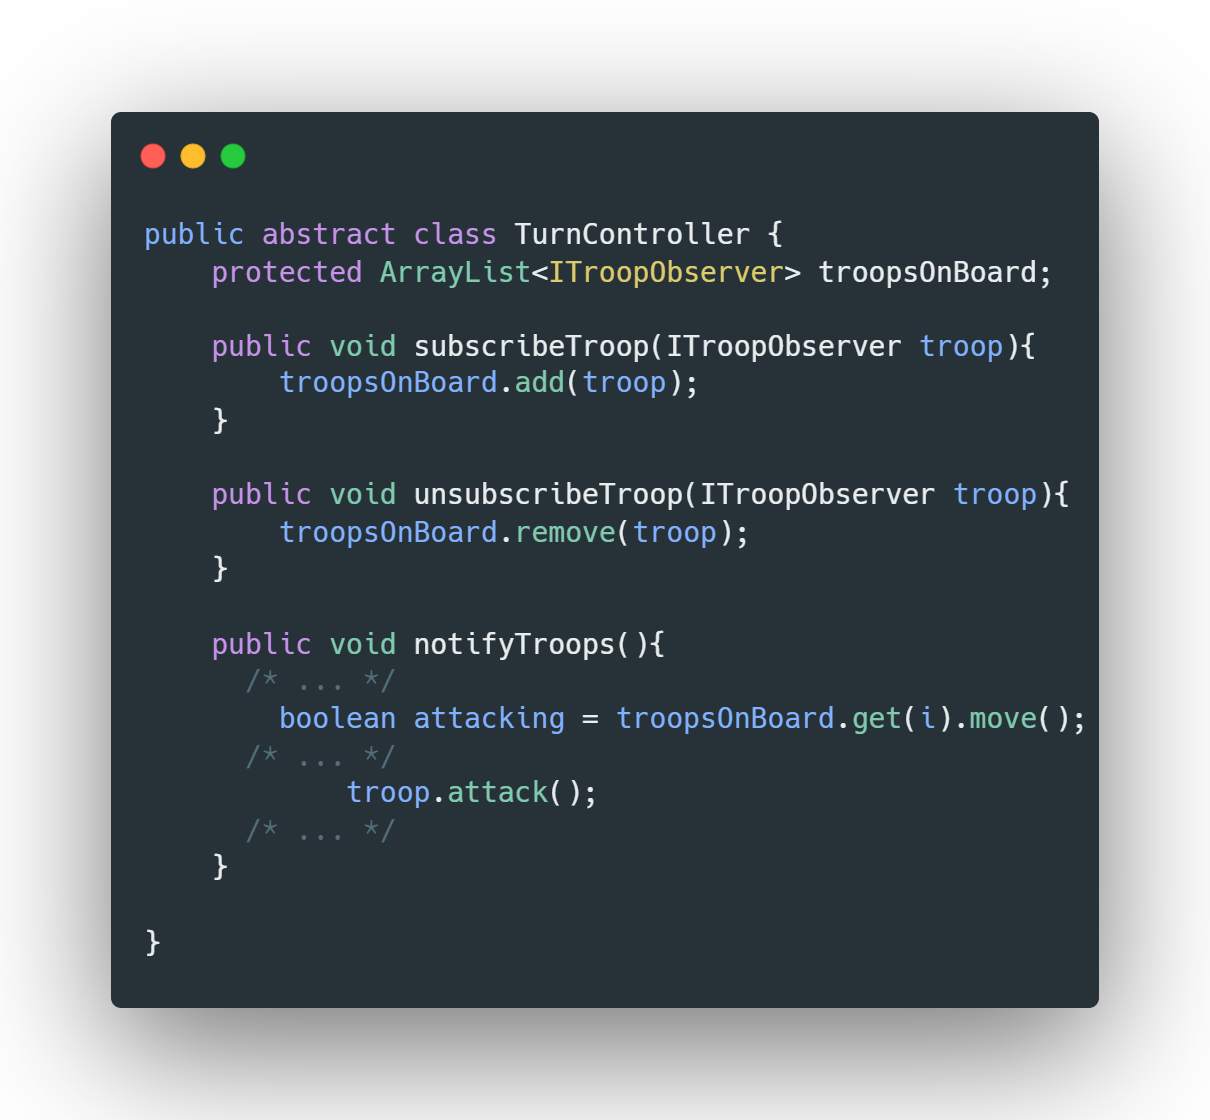 public abstract class TurnController {
    protected ArrayList<ITroopObserver> troopsOnBoard;

    public void subscribeTroop(ITroopObserver troop){
        troopsOnBoard.add(troop);
    }

    public void unsubscribeTroop(ITroopObserver troop){
        troopsOnBoard.remove(troop);
    }

    public void notifyTroops(){
      /* ... */
        boolean attacking = troopsOnBoard.get(i).move();
      /* ... */
            troop.attack();
      /* ... */
    }

}